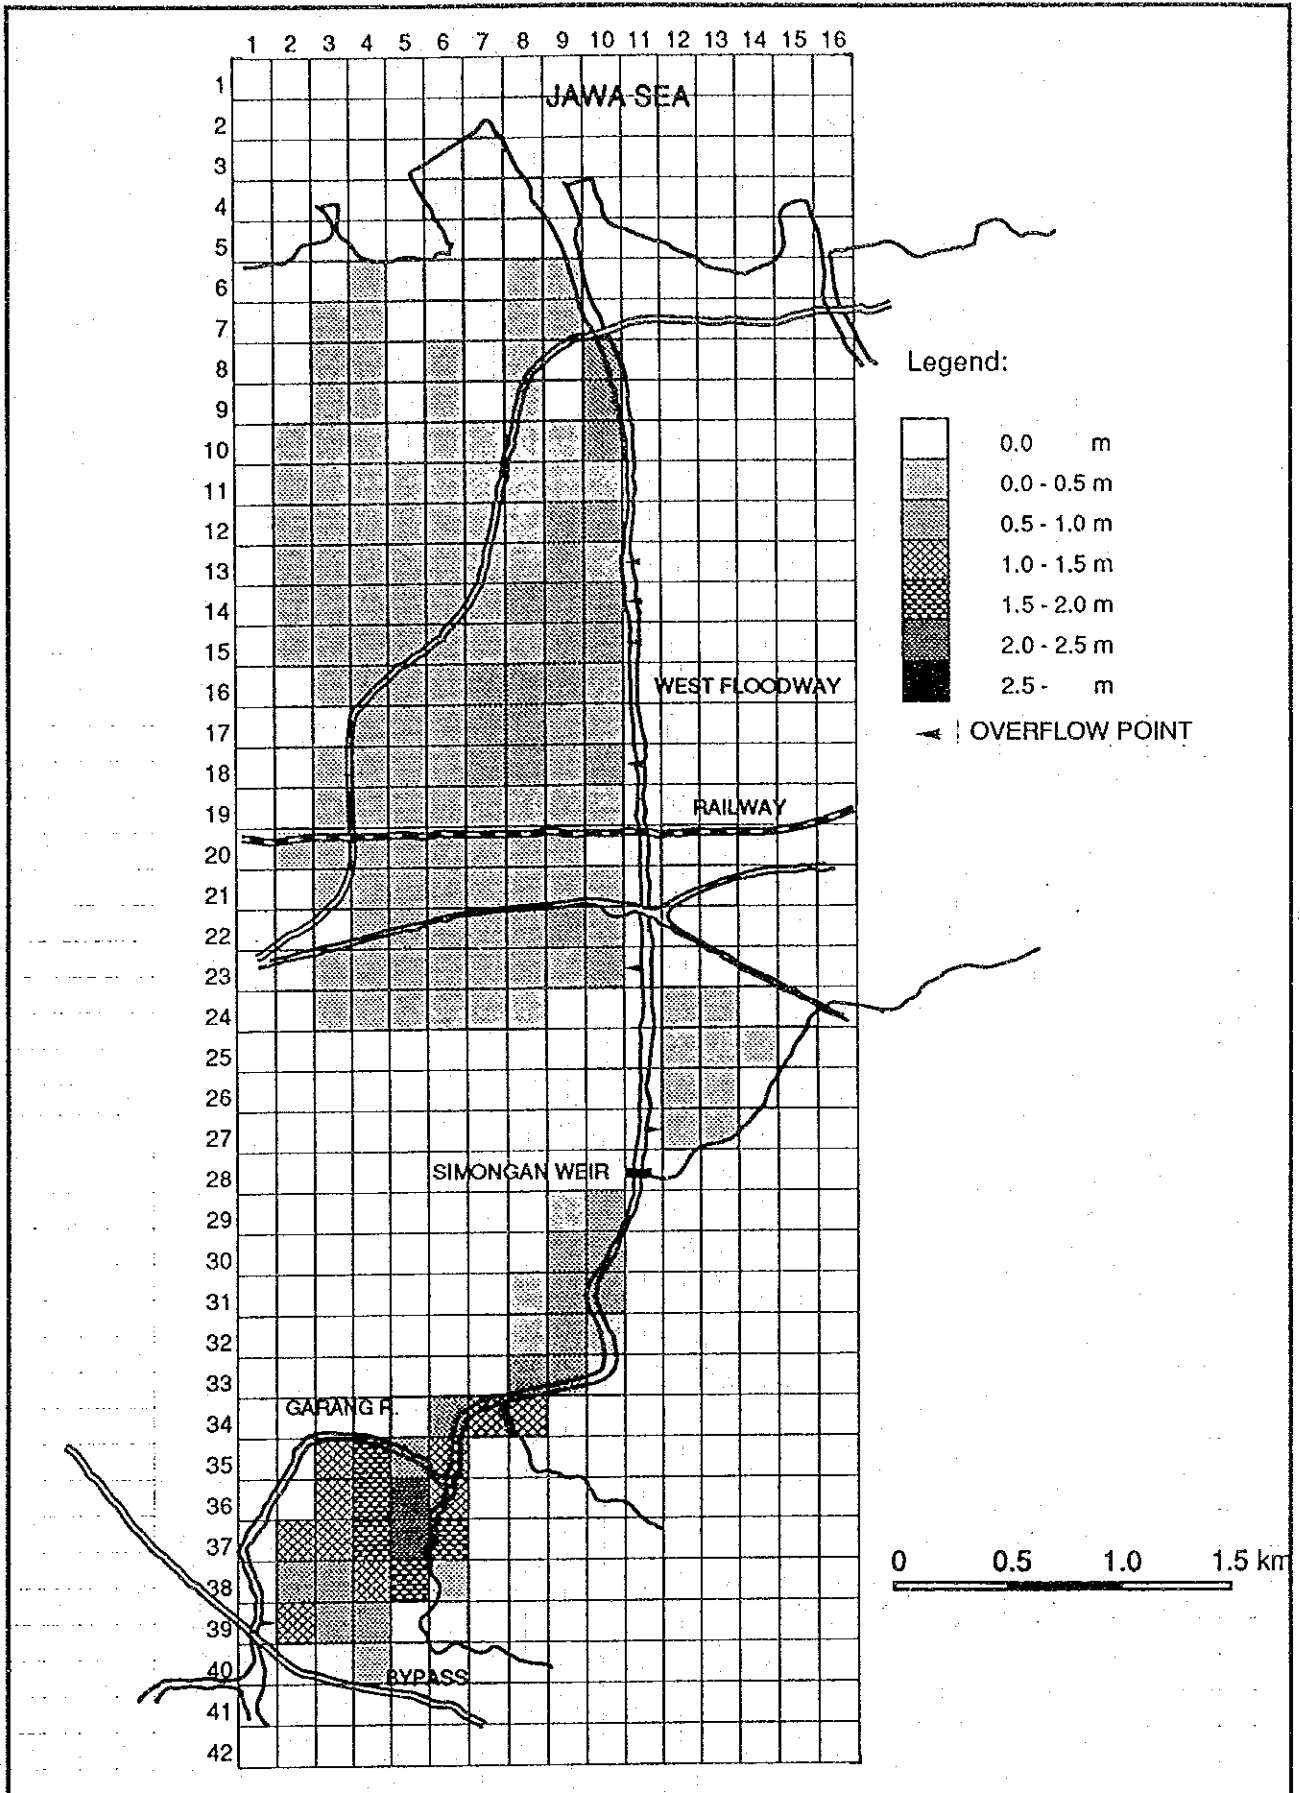 1 2 3 4 5 6 7 8 9 10 11 12 13 14 15 16
JAWA SEA
1
2
3
4
5
6
7
8
9
10
11
12
13
14
15
16
17
18
19
20
21
22
23
24
25
26
27
28
29
30
31
32
33
34
35
36
37
38
39
40
41
42
Legend:
0.0 m
0.0 - 0.5 m
0.5 - 1.0 m
1.0 - 1.5 m
1.5 - 2.0 m
2.0 - 2.5 m
2.5 - m
OVERFLOW POINT
WEST FLOODWAY
RAILWAY
SIMONGAN WEIR
GARANG R.
BYPASS
0 0.5 1.0 1.5 km